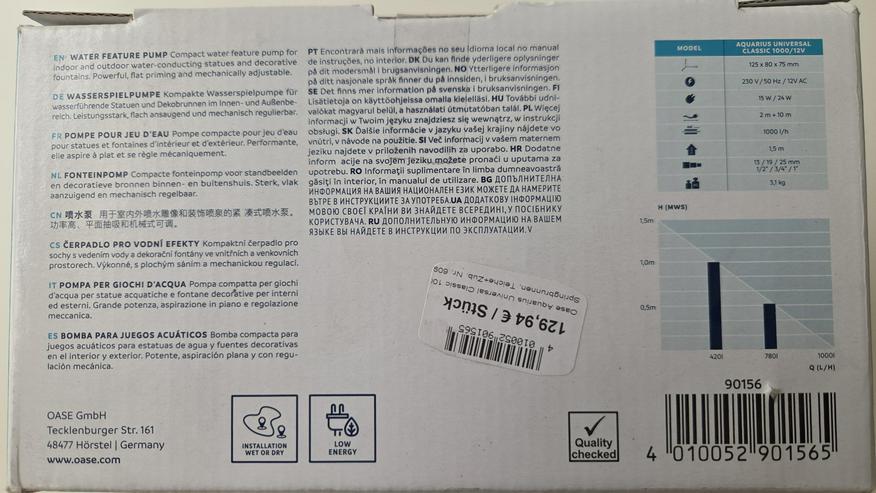 EN WATER FEATURE PUMP Compact water feature pump for
indoor and outdoor water-conducting statues and decorative
fountains. Powerful, flat priming and mechanically adjustable.
DE WASSERSPIELPUMPE Kompakte Wasserspielpumpe für
wasserführende Statuen und Dekobrunnen im Innen- und Außenbe-
reich. Leistungsstark, flach ansaugend und mechanisch regulierbar.
FR POMPE POUR JEU D'EAU Pompe compacte pour jeu d'eau
pour statues et fontaines d'intérieur et d'extérieur. Performante,
elle aspire à plat et se règle mécaniquement.
NL FONTEINPOMP Compacte fonteinpomp voor standbeelden
en decoratieve bronnen binnen- en buitenshuis. Sterk, vlak
aanzuigend en mechanisch regelbaar.
CN 喷水泵 用于室内外喷水雕像和装饰喷泉的紧 凑式喷水泵。
功率高、平面抽吸和机械式可调。
CS ČERPADLO PRO VODNÍ EFEKTY Kompaktní čerpadlo pro
sochy s vedením vody a dekorační fontány ve vnitřních a venkovních
prostorech. Výkonné, s plochým sáním a mechanickou regulací.
IT POMPA PER GIOCHI D'ACQUA Pompa compatta per giochi
d'acqua per statue acquatiche e fontane decorative per interni
ed esterni. Grande potenza, aspirazione in piano e regolazione
meccanica.
ES BOMBA PARA JUEGOS ACUÁTICOS Bomba compacta para
juegos acuáticos para estatuas de agua y fuentes decorativas
en el interior y exterior. Potente, aspiración plana y con regu-
lación mecánica.
PT Encontrará mais informações no seu idioma local no manual
de instruções, no interior. DK Du kan finde yderligere oplysninger
på dit modersmål i brugsanvisningen. NO Ytterligere informasjon
på ditt nasjonale språk finner du på innsiden, i bruksanvisningen.
SE Det finns mer information på svenska i bruksanvisningen. FI
Lisätietoja on käyttöohjeissa omalla kielelläsi. HU További udni-
valókat magyarul belül, a használati útmutatóban talál. PL Więcej
informacji w Twoim języku znajdziesz się wewnątrz, w instrukcji
obsługi. SK Ďalšie informácie v jazyku vašej krajiny nájdete vo
vnútri, v návode na použitie. SI Več informacij v vašem maternem
jeziku najdete v priloženih navodilih za uporabo. HR Dodatne
inform acije na svojem jeziku možete pronaći u uputama za
upotrebu. RO Informaţii suplimentare în limba dumneavoastră
găsiţi în interior, în manualul de utilizare. BG ДОПЪЛНИТЕЛНА
ИНФОРМАЦИЯ НА ВАШИЯ НАЦИОНАЛЕН ЕЗИК МОЖЕТЕ ДА НАМЕРИТЕ
ВЪТРЕ В ИНСТРУКЦИИТЕ ЗА УПОТРЕБА.UA ДОДАТКОВУ ІНФОРМАЦІЮ
МОВОЮ СВОЄЇ КРАЇНИ ВИ ЗНАЙДЕТЕ ВСЕРЕДИНІ, У ПОСІБНИКУ
КОРИСТУВАЧА. RU ДОПОЛНИТЕЛЬНУЮ ИНФОРМАЦИЮ НА ВАШЕМ
ЯЗЫКЕ ВЫ НАЙДЕТЕ В ИНСТРУКЦИИ ПО ЭКСПЛУАТАЦИИ.V
MODEL AQUARIUS UNIVERSAL
CLASSIC 1000/12V
125 x 80 x 75 mm
230 V / 50 Hz / 12V AC
15 W / 24 W
2 m + 10 m
1000 l/h
1,5 m
13 / 19 / 25 mm
1/2" / 3/4" / 1"
3,1 kg
H (MWS)
1,5m
1,0m
0,5m
420l 780l 1000l
Q (L/H)
4 010052 901565
129,94 € / Stück
Oase Aquarius Universal Classic 10
Springbrunnen, Teiche+Zub. Nr. 60
OASE GmbH
Tecklenburger Str. 161
48477 Hörstel | Germany
www.oase.com
INSTALLATION
WET OR DRY
LOW
ENERGY
Quality
checked
90156
4 010052 901565